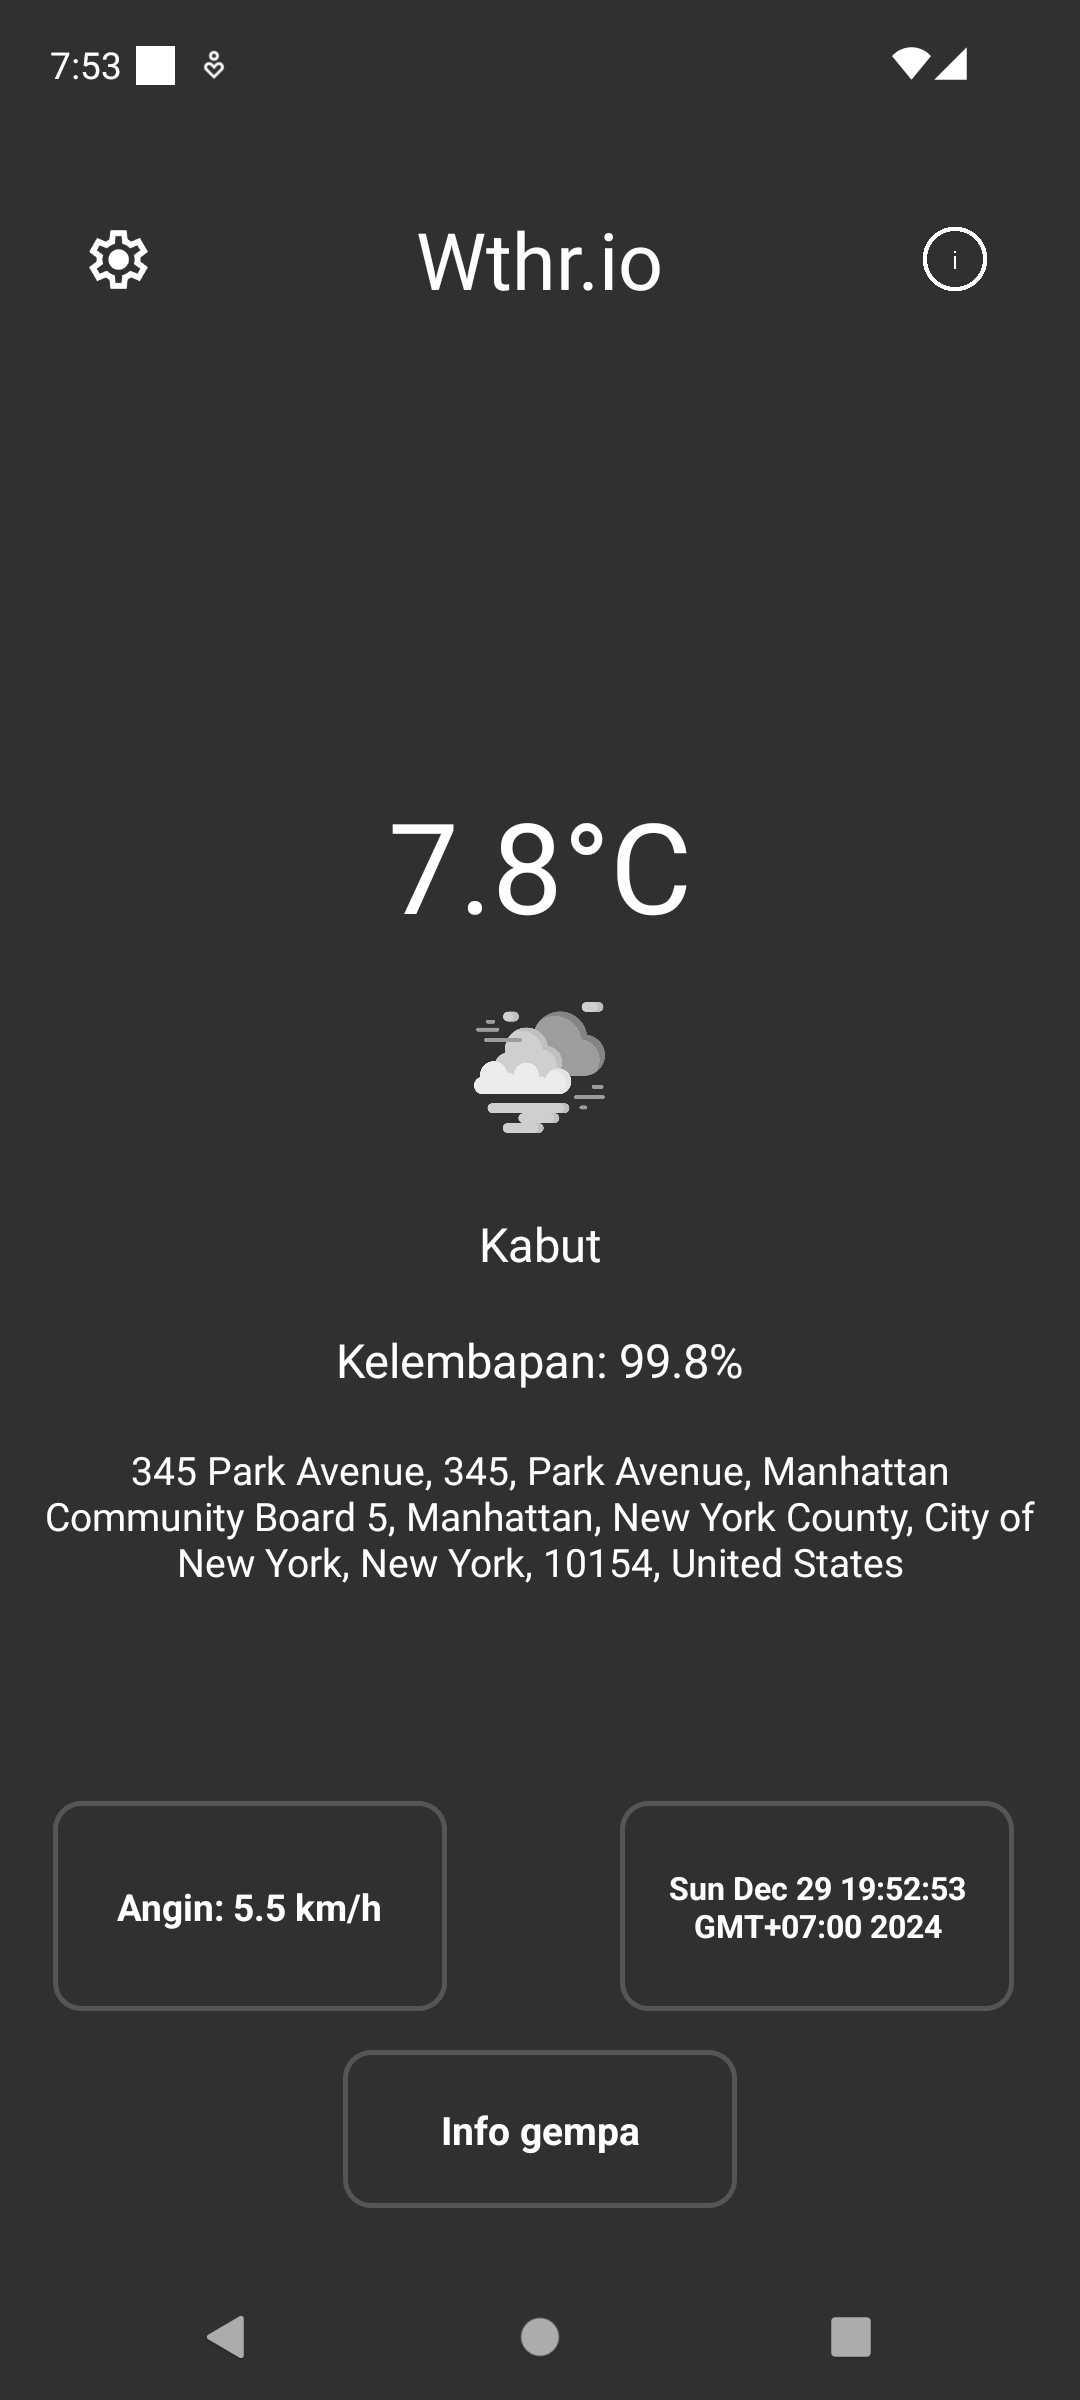 7:53
Wthr.io
i
7.8°C
Kabut
Kelembapan: 99.8%
345 Park Avenue, 345, Park Avenue, Manhattan
Community Board 5, Manhattan, New York County, City of
New York, New York, 10154, United States
Angin: 5.5 km/h
Sun Dec 29 19:52:53
GMT+07:00 2024
Info gempa